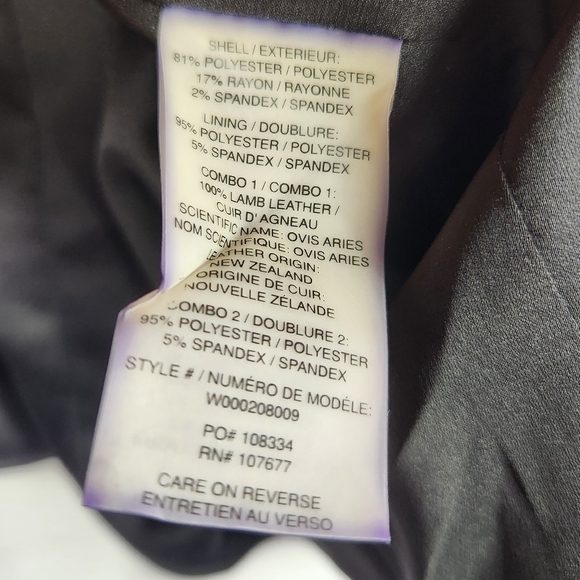 SHELL / EXTERIEUR:
81% POLYESTER / POLYESTER
17% RAYON / RAYONNE
2% SPANDEX / SPANDEX
LINING / DOUBLURE:
95% POLYESTER / POLYESTER
5% SPANDEX / SPANDEX
COMBO 1 / COMBO 1:
100% LAMB LEATHER /
CUIR D'AGNEAU
SCIENTIFIC NAME: OVIS ARIES
NOM SCIENTIFIQUE: OVIS ARIES
LEATHER ORIGIN:
NEW ZEALAND
ORIGINE DE CUIR:
NOUVELLE ZÉLANDE
COMBO 2 / DOUBLURE 2:
95% POLYESTER / POLYESTER
5% SPANDEX / SPANDEX
STYLE # / NUMÉRO DE MODÉLE:
W000208009
PO# 108334
RN# 107677
CARE ON REVERSE
ENTRETIEN AU VERSO